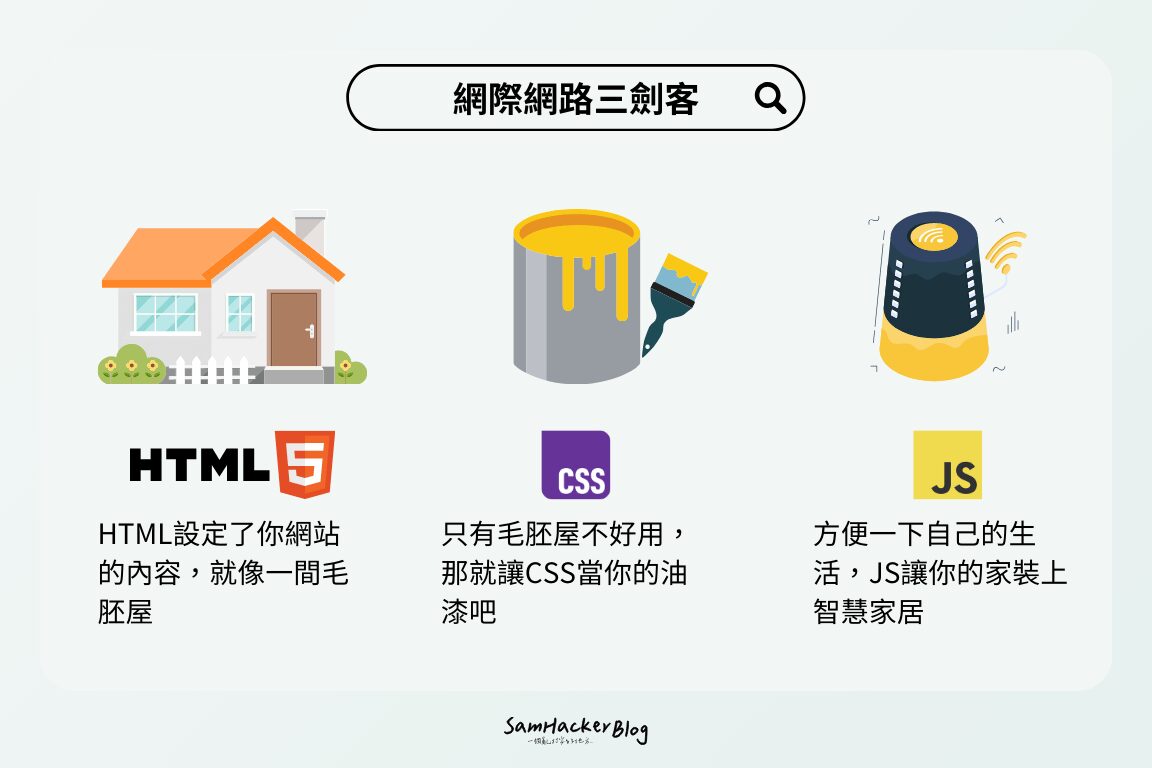 網際網路三劍客
HTML
5
CSS
JS
HTML設定了你網站
的內容，就像一間毛
胚屋
只有毛胚屋不好用，
那就讓CSS當你的油
漆吧
方便一下自己的生
活，JS讓你的家裝上
智慧家居
SamHackerBlog